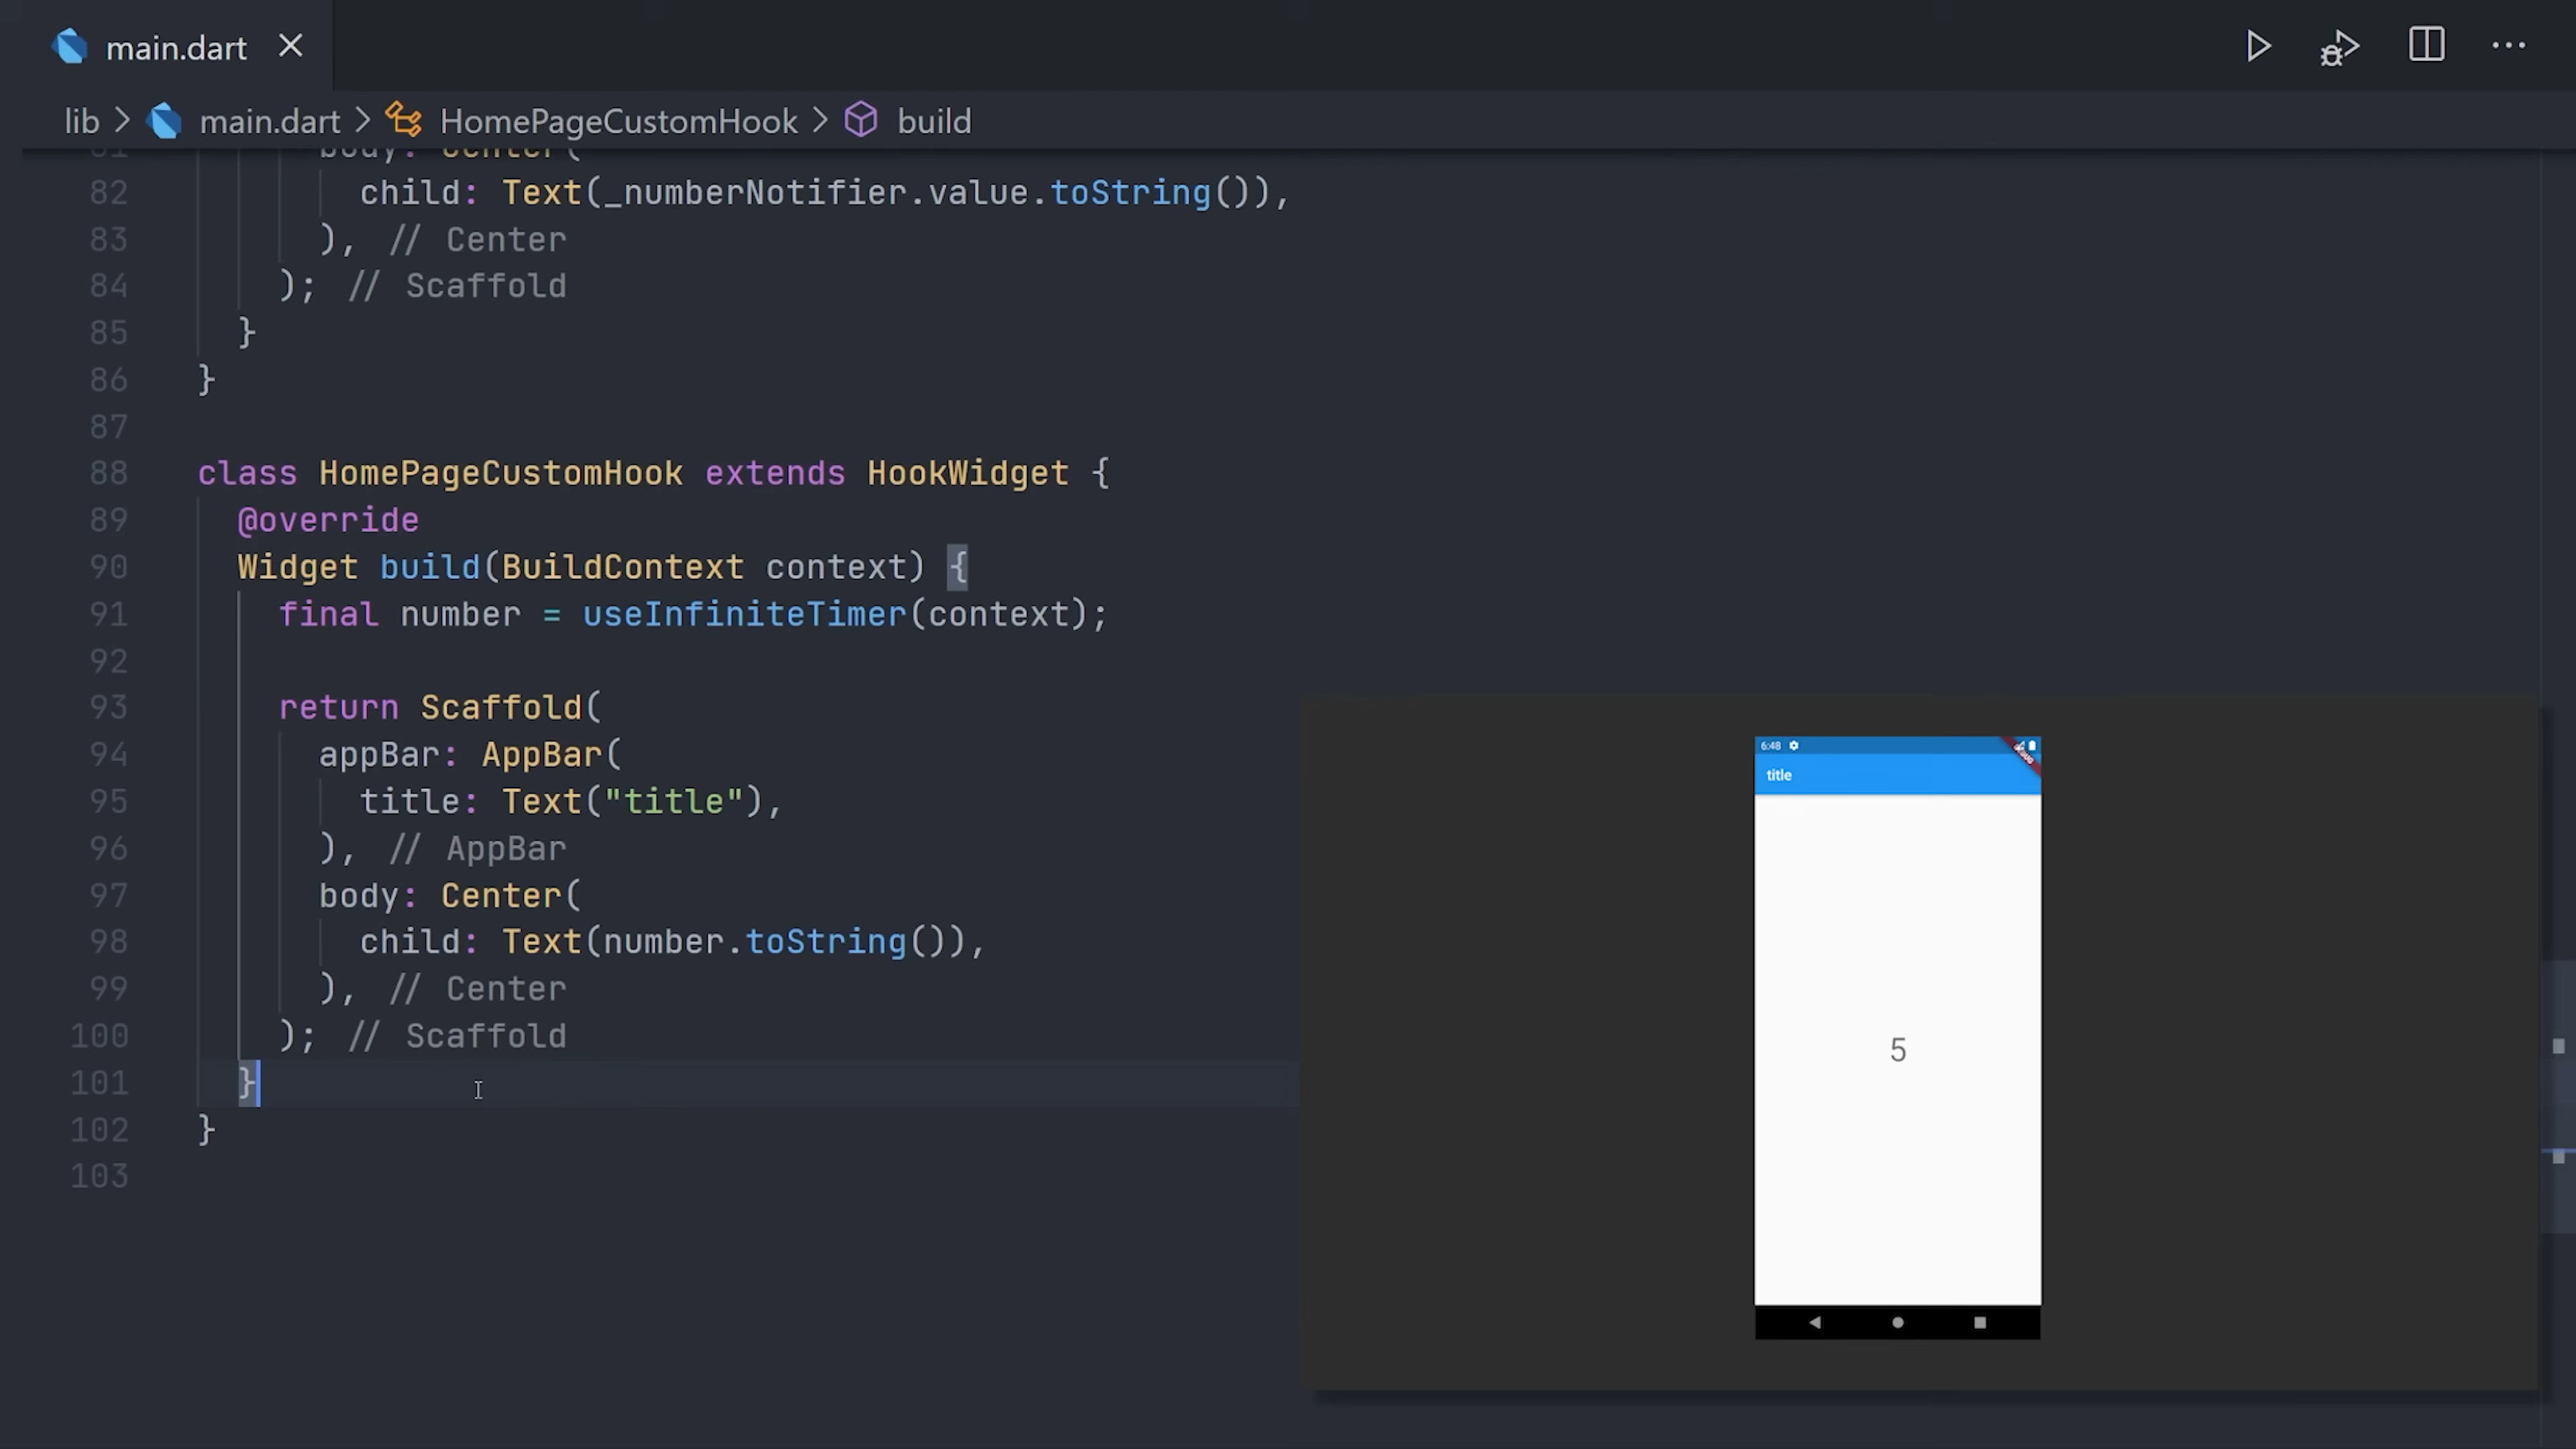 main.dart
lib > main.dart > HomePageCustomHook > build
81 body: Center(
82 child: Text(_numberNotifier.value.toString()),
83 ), // Center
84 ); // Scaffold
85 }
86 }
87
88 class HomePageCustomHook extends HookWidget {
89 @override
90 Widget build(BuildContext context) {
91 final number = useInfiniteTimer(context);
92
93 return Scaffold(
94 appBar: AppBar(
95 title: Text("title"),
96 ), // AppBar
97 body: Center(
98 child: Text(number.toString()),
99 ), // Center
100 ); // Scaffold
101 }
102 }
103
6:48
title
5